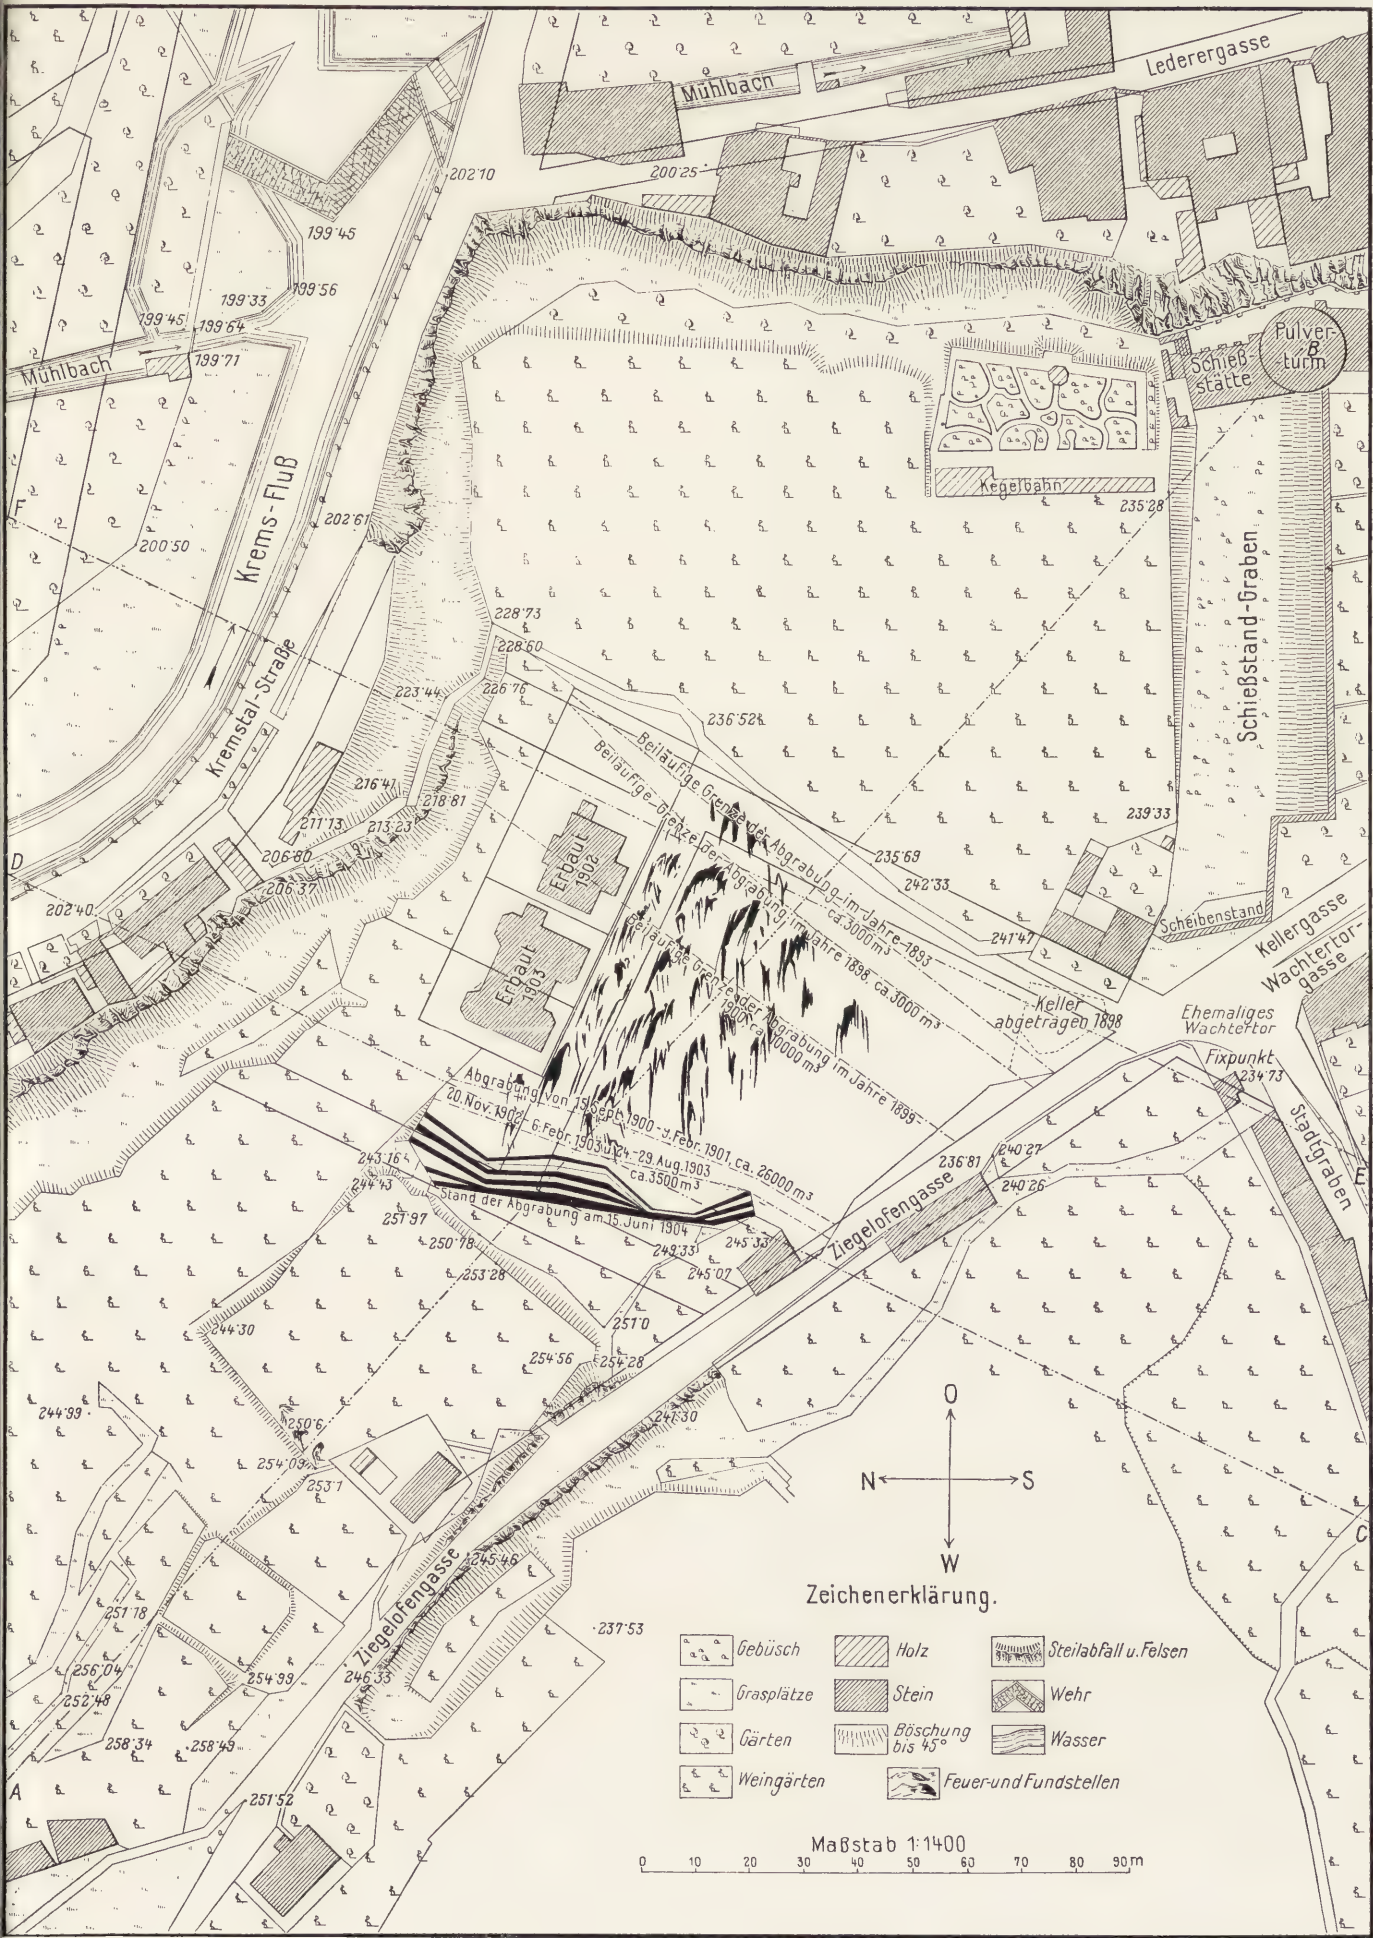 Lederergasse
Mühlbach
202·10
200·25
199·45
199·56
199·33
199·45
199·64
199·71
Mühlbach
Pulver-
B
-turm
Schieß-
stätte
Kegelbahn
235·28
F
202·61
200·50
Krems-Fluß
Schießstand-Graben
228·73
228·60
226·76
223·44
Kremstal-Straße
236·52
216·41
218·81
211·13
213·23
239·33
206·80
206·37
D
202·40
235·69
242·33
241·47
Scheibenstand
Kellergasse
Wachtertor-
gasse
Erbaut
1902
Erbaut
1903
Beiläufige Grenze der Abgrabung im Jahre 1893
ca. 3000 m³
Beiläufige Grenze der Abgrabung im Jahre 1898, ca. 3000 m³
Beiläufige Grenze der Abgrabung im Jahre 1899-
1902 ca. 10000 m³
Keller
abgetragen 1898
Ehemaliges
Wachtertor
Fixpunkt
234·73
Stadtgraben
E
Abgrabung von 15. Sept. 1900-9. Febr. 1901, ca. 26000 m³
20. Nov. 1902 - 6. Febr. 1903 u. 24.-29. Aug. 1903
ca. 3500 m³
Stand der Abgrabung am 15. Juni 1904
243·16
244·43
251·97
250·78
253·28
249·33
245·33
245·07
236·81
240·27
240·26
Ziegelofengasse
244·30
251·0
254·56
254·28
247·30
244·99
250·6
254·09
253·1
O
N
S
W
C
Ziegelofengasse
245·46
246·33
237·53
251·18
256·04
252·48
254·99
258·34
258·49
251·52
A
Zeichenerklärung.
Gebüsch
Holz
Steilabfall u. Felsen
Grasplätze
Stein
Wehr
Gärten
Böschung
bis 45°
Wasser
Weingärten
Feuer- und Fundstellen
Maßstab 1:1400
0 10 20 30 40 50 60 70 80 90 m